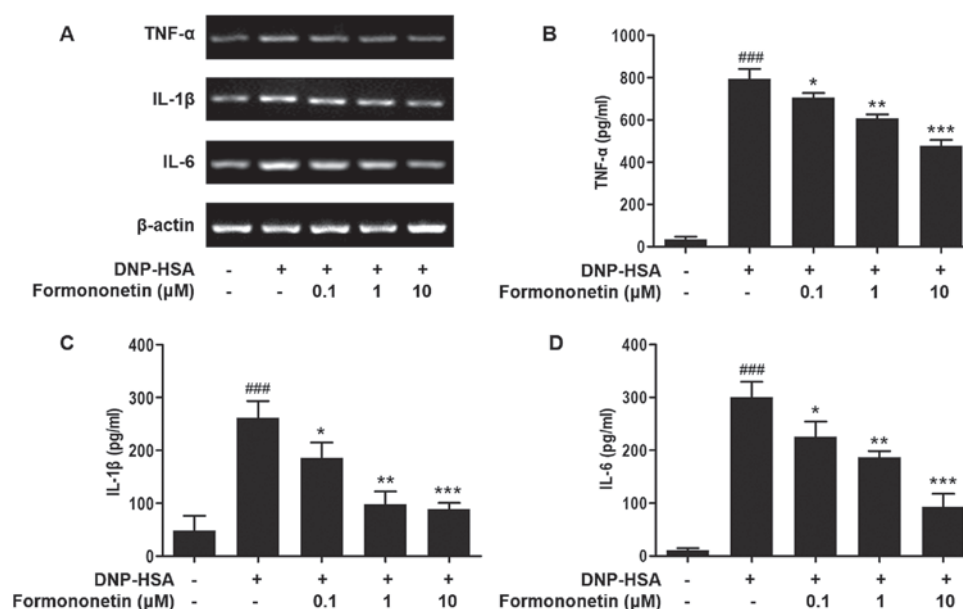 A
TNF-α
IL-1β
IL-6
β-actin
DNP-HSA - + + + +
Formononetin (µM) - - 0.1 1 10
B
1000
800
600
400
200
0
TNF-α (pg/ml)
###
*
**
***
DNP-HSA - + + + +
Formononetin (µM) - - 0.1 1 10
C
400
300
200
100
0
IL-1β (pg/ml)
###
*
**
***
DNP-HSA - + + + +
Formononetin (µM) - - 0.1 1 10
D
400
300
200
100
0
IL-6 (pg/ml)
###
*
**
***
DNP-HSA - + + + +
Formononetin (µM) - - 0.1 1 10